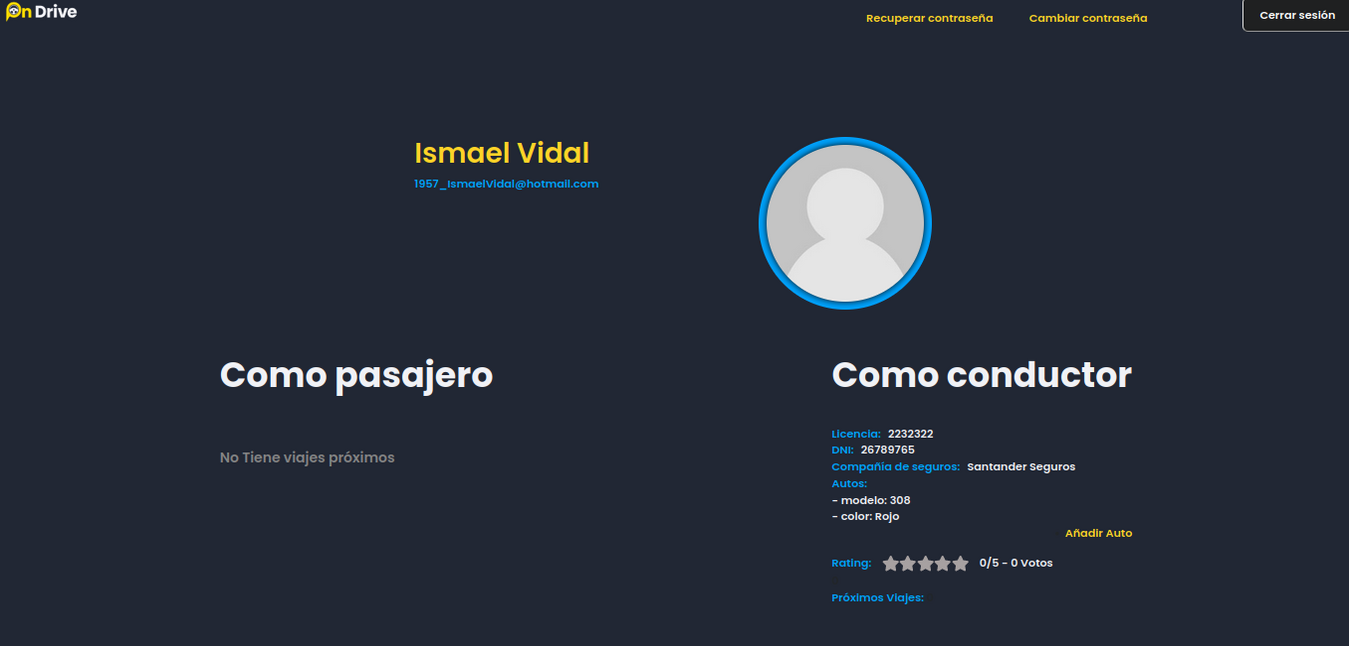 On Drive
Recuperar contraseña
Cambiar contraseña
Cerrar sesión
Ismael Vidal
1957_IsmaelVidal@hotmail.com
Como pasajero
No Tiene viajes próximos
Como conductor
Licencia: 2232322
DNI: 26789765
Compañía de seguros: Santander Seguros
Autos:
- modelo: 308
- color: Rojo
Añadir Auto
Rating: 0/5 - 0 Votos
Próximos Viajes: